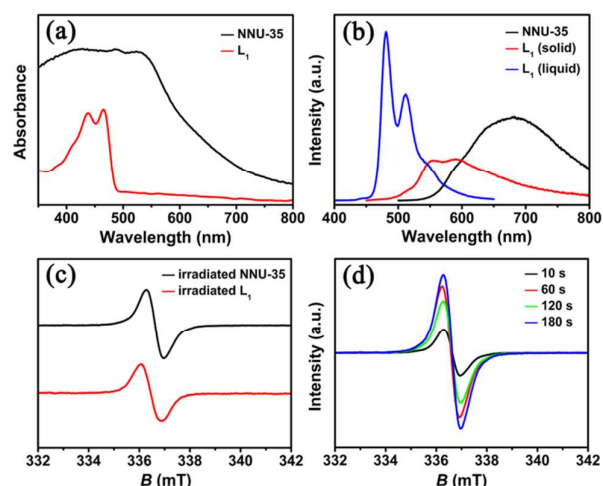 (a)
NNU-35
L1
Absorbance
400 500 600 700 800
Wavelength (nm)
(b)
NNU-35
L1 (solid)
L1 (liquid)
Intensity (a.u.)
400 500 600 700 800
Wavelength (nm)
(c)
irradiated NNU-35
irradiated L1
332 334 336 338 340 342
B (mT)
(d)
10 s
60 s
120 s
180 s
Intensity (a.u.)
332 334 336 338 340 342
B (mT)